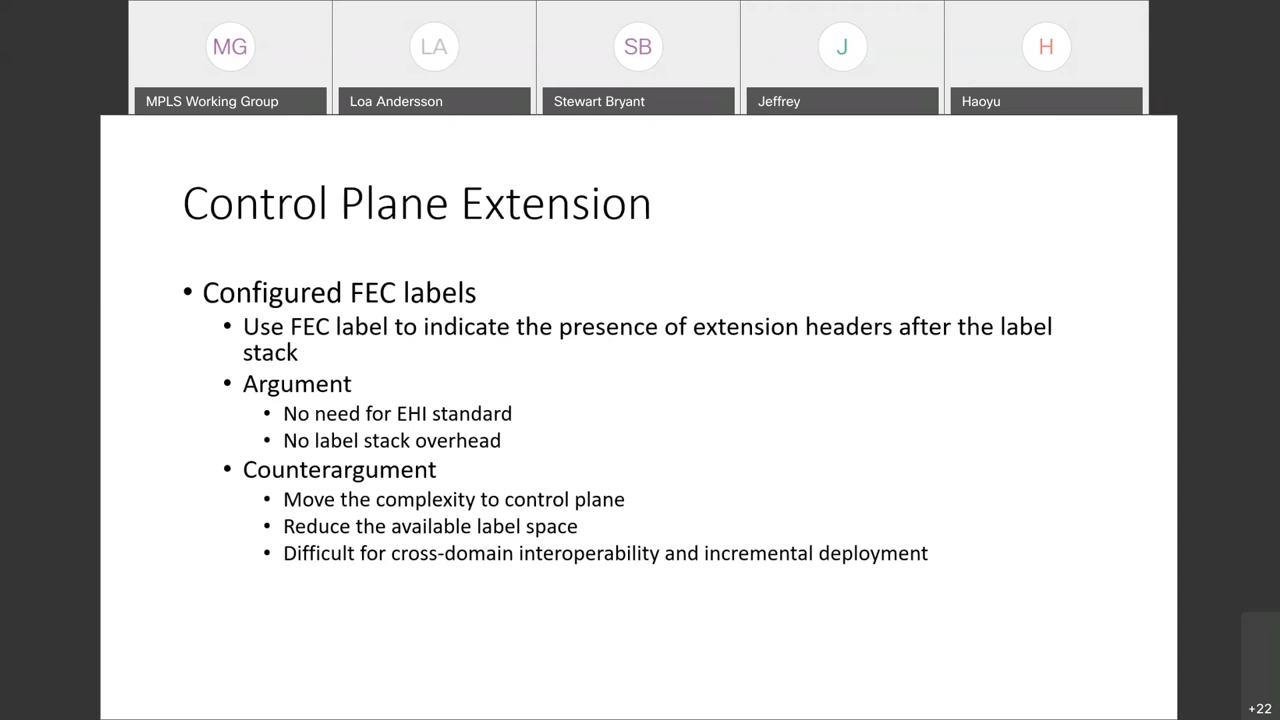 MG
LA
SB
J
H
MPLS Working Group
Loa Andersson
Stewart Bryant
Jeffrey
Haoyu
Control Plane Extension
• Configured FEC labels
• Use FEC label to indicate the presence of extension headers after the label
stack
• Argument
• No need for EHI standard
• No label stack overhead
• Counterargument
• Move the complexity to control plane
• Reduce the available label space
• Difficult for cross-domain interoperability and incremental deployment
+22